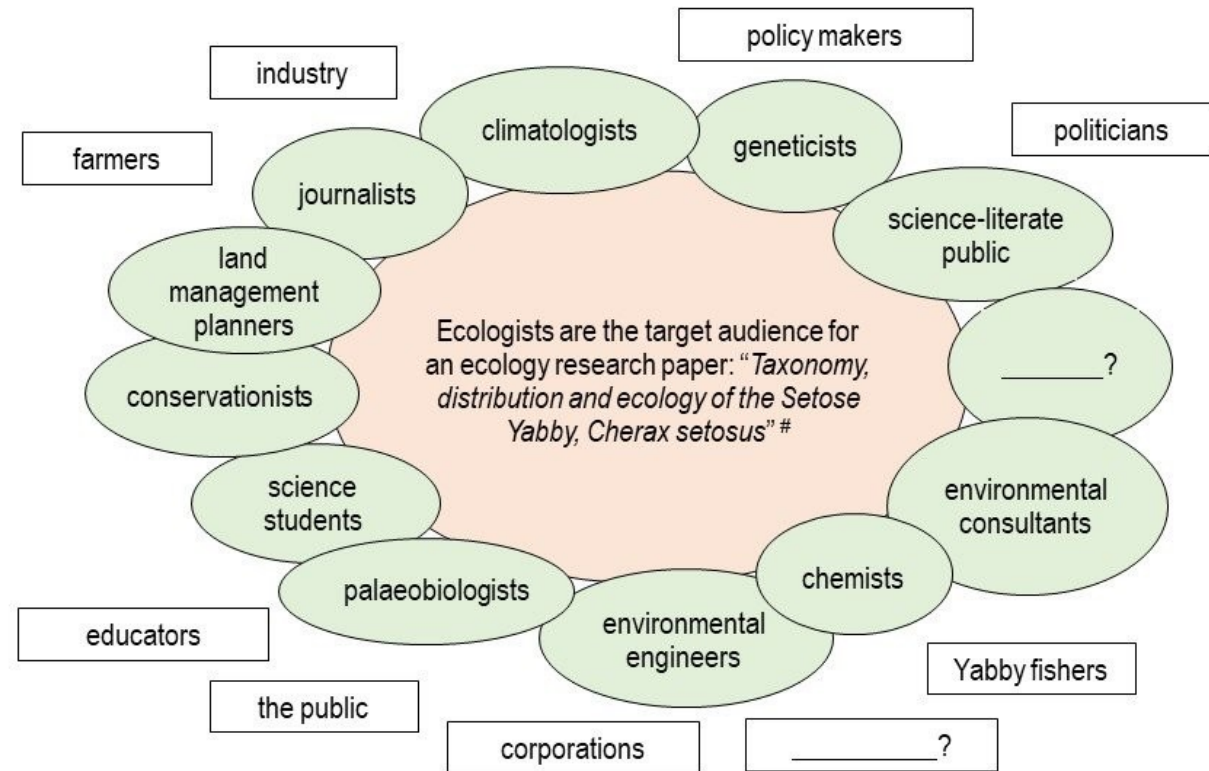 policy makers
industry
politicians
climatologists
geneticists
farmers
journalists
science-literate
public
land
management
planners
Ecologists are the target audience for
an ecology research paper: “Taxonomy,
distribution and ecology of the Setose
Yabby, Cherax setosus” #
_______?
conservationists
environmental
consultants
science
students
chemists
palaeobiologists
environmental
engineers
educators
Yabby fishers
the public
corporations
__________?